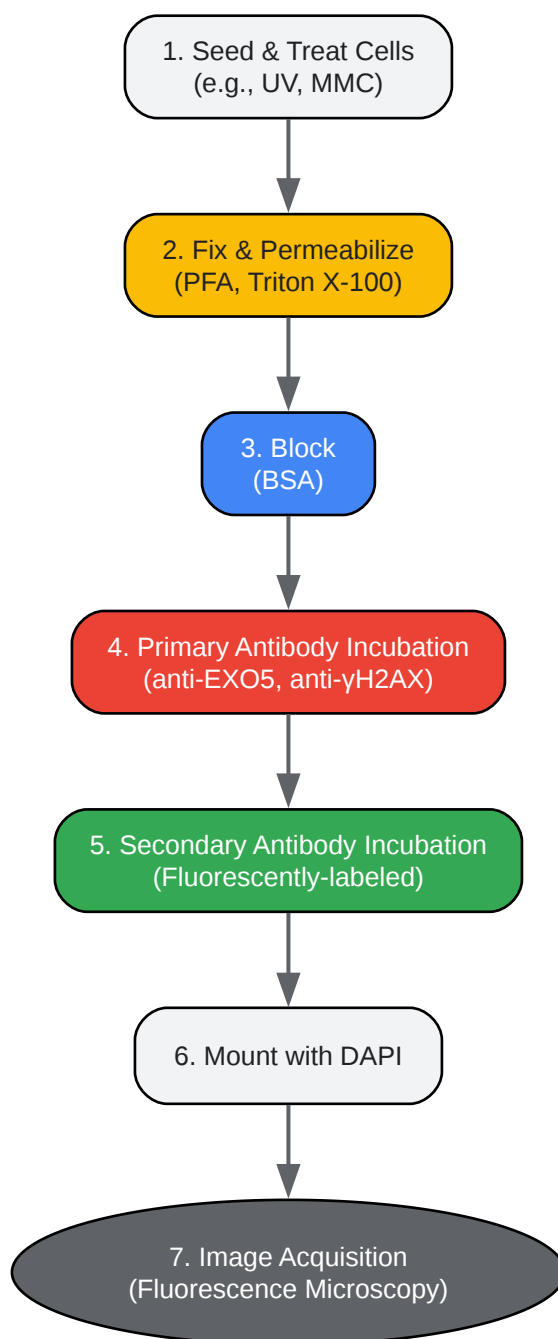 1. Seed & Treat Cells
(e.g., UV, MMC)
2. Fix & Permeabilize
(PFA, Triton X-100)
3. Block
(BSA)
4. Primary Antibody Incubation
(anti-EXO5, anti-γH2AX)
5. Secondary Antibody Incubation
(Fluorescently-labeled)
6. Mount with DAPI
7. Image Acquisition
(Fluorescence Microscopy)